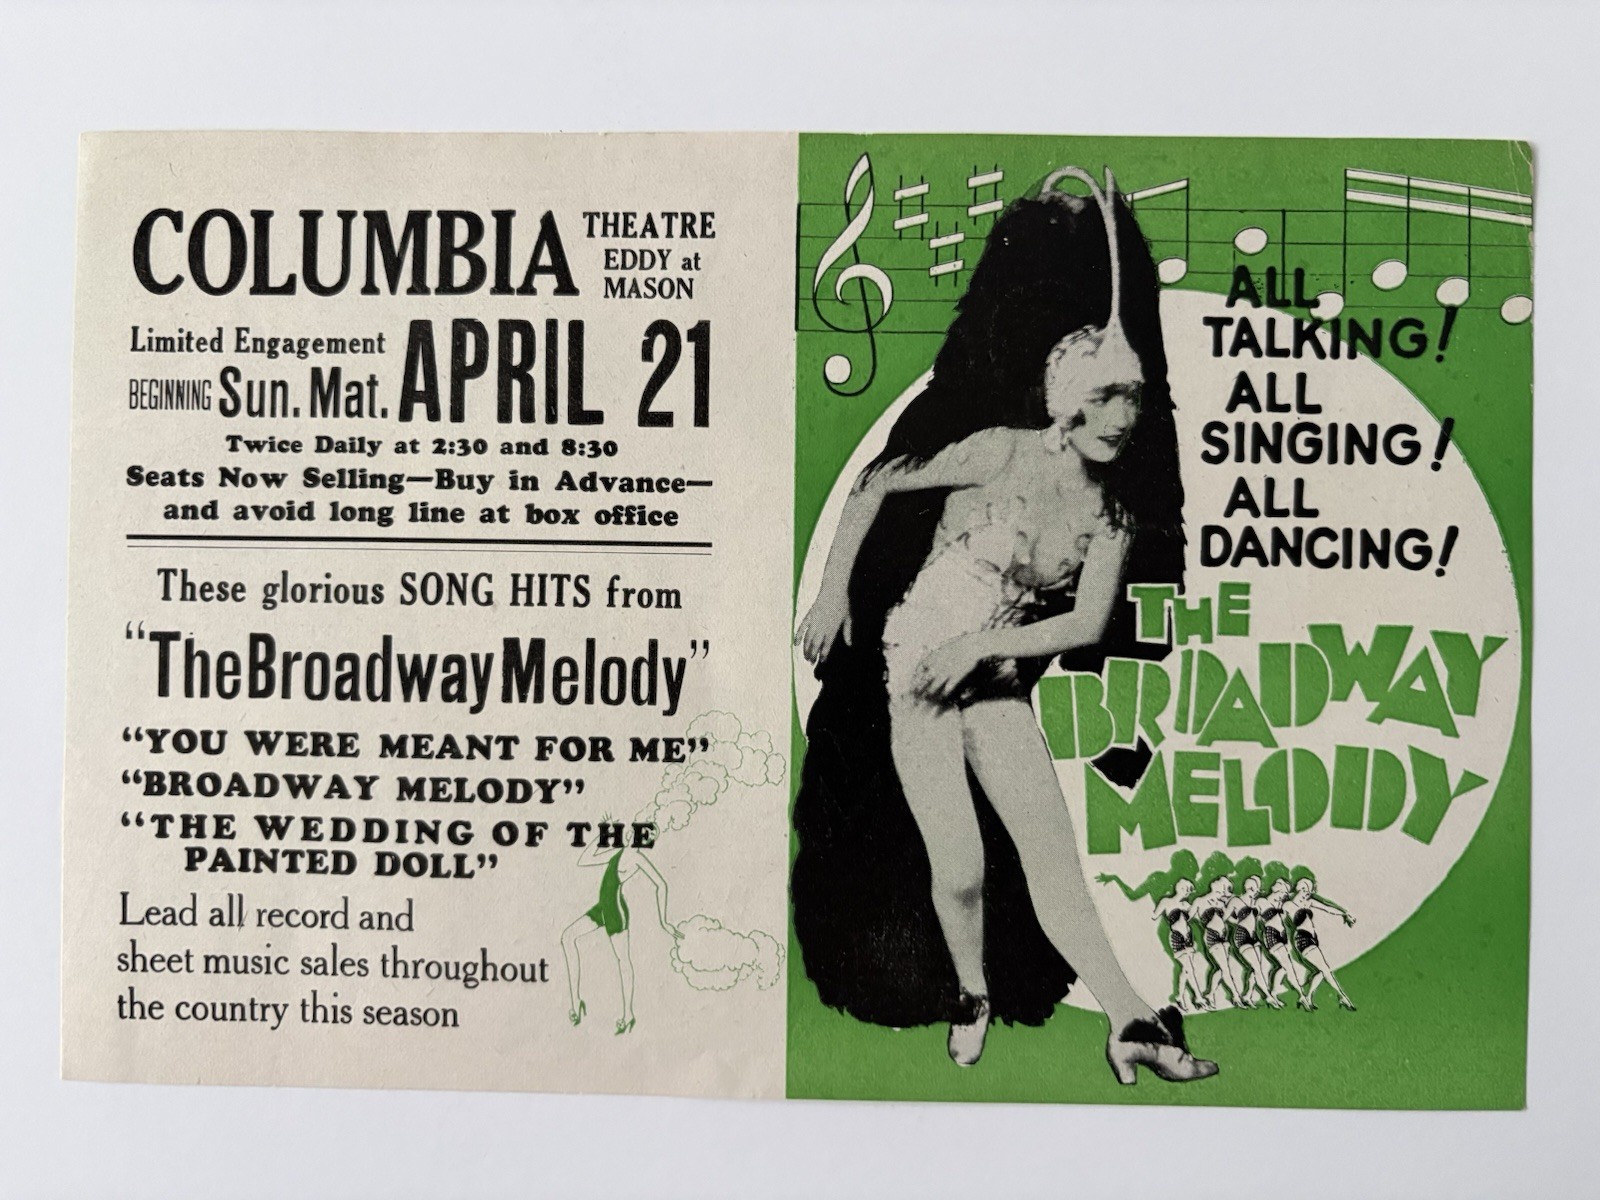 COLUMBIA THEATRE
EDDY at
MASON
Limited Engagement
BEGINNING Sun. Mat. APRIL 21
Twice Daily at 2:30 and 8:30
Seats Now Selling—Buy in Advance—
and avoid long line at box office
These glorious SONG HITS from
"The Broadway Melody"
"YOU WERE MEANT FOR ME"
"BROADWAY MELODY"
"THE WEDDING OF THE
PAINTED DOLL"
Lead all record and
sheet music sales throughout
the country this season
ALL
TALKING!
ALL
SINGING!
ALL
DANCING!
THE
BROADWAY
MELODY